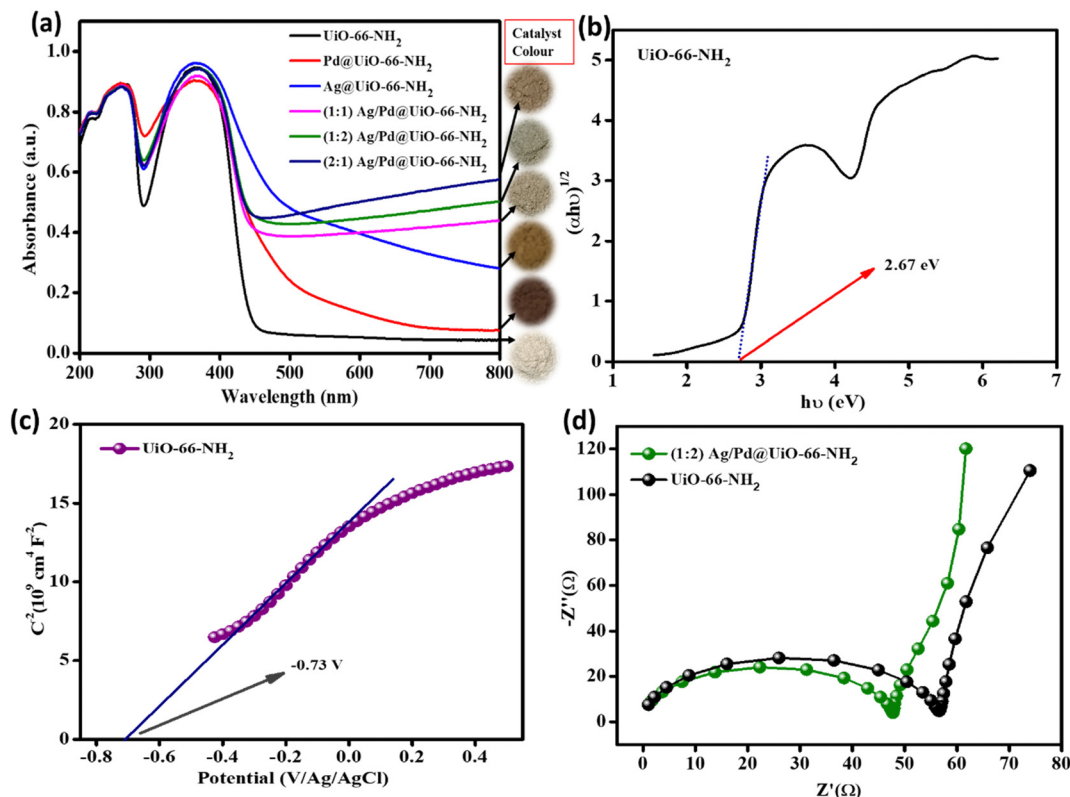 (a)
UiO-66-NH2
Pd@UiO-66-NH2
Ag@UiO-66-NH2
(1:1) Ag/Pd@UiO-66-NH2
(1:2) Ag/Pd@UiO-66-NH2
(2:1) Ag/Pd@UiO-66-NH2
Catalyst
Colour
Absorbance (a.u.)
1.0
0.8
0.6
0.4
0.2
0.0
200 300 400 500 600 700 800
Wavelength (nm)
(b)
UiO-66-NH2
(αhυ)1/2
5
4
3
2
1
0
2.67 eV
1 2 3 4 5 6 7
hυ (eV)
(c)
UiO-66-NH2
C-2(109 cm4 F-2)
20
15
10
5
0
-0.73 V
-0.8 -0.6 -0.4 -0.2 0.0 0.2 0.4
Potential (V/Ag/AgCl)
(d)
(1:2) Ag/Pd@UiO-66-NH2
UiO-66-NH2
-Z''(Ω)
120
100
80
60
40
20
0
0 10 20 30 40 50 60 70 80
Z'(Ω)